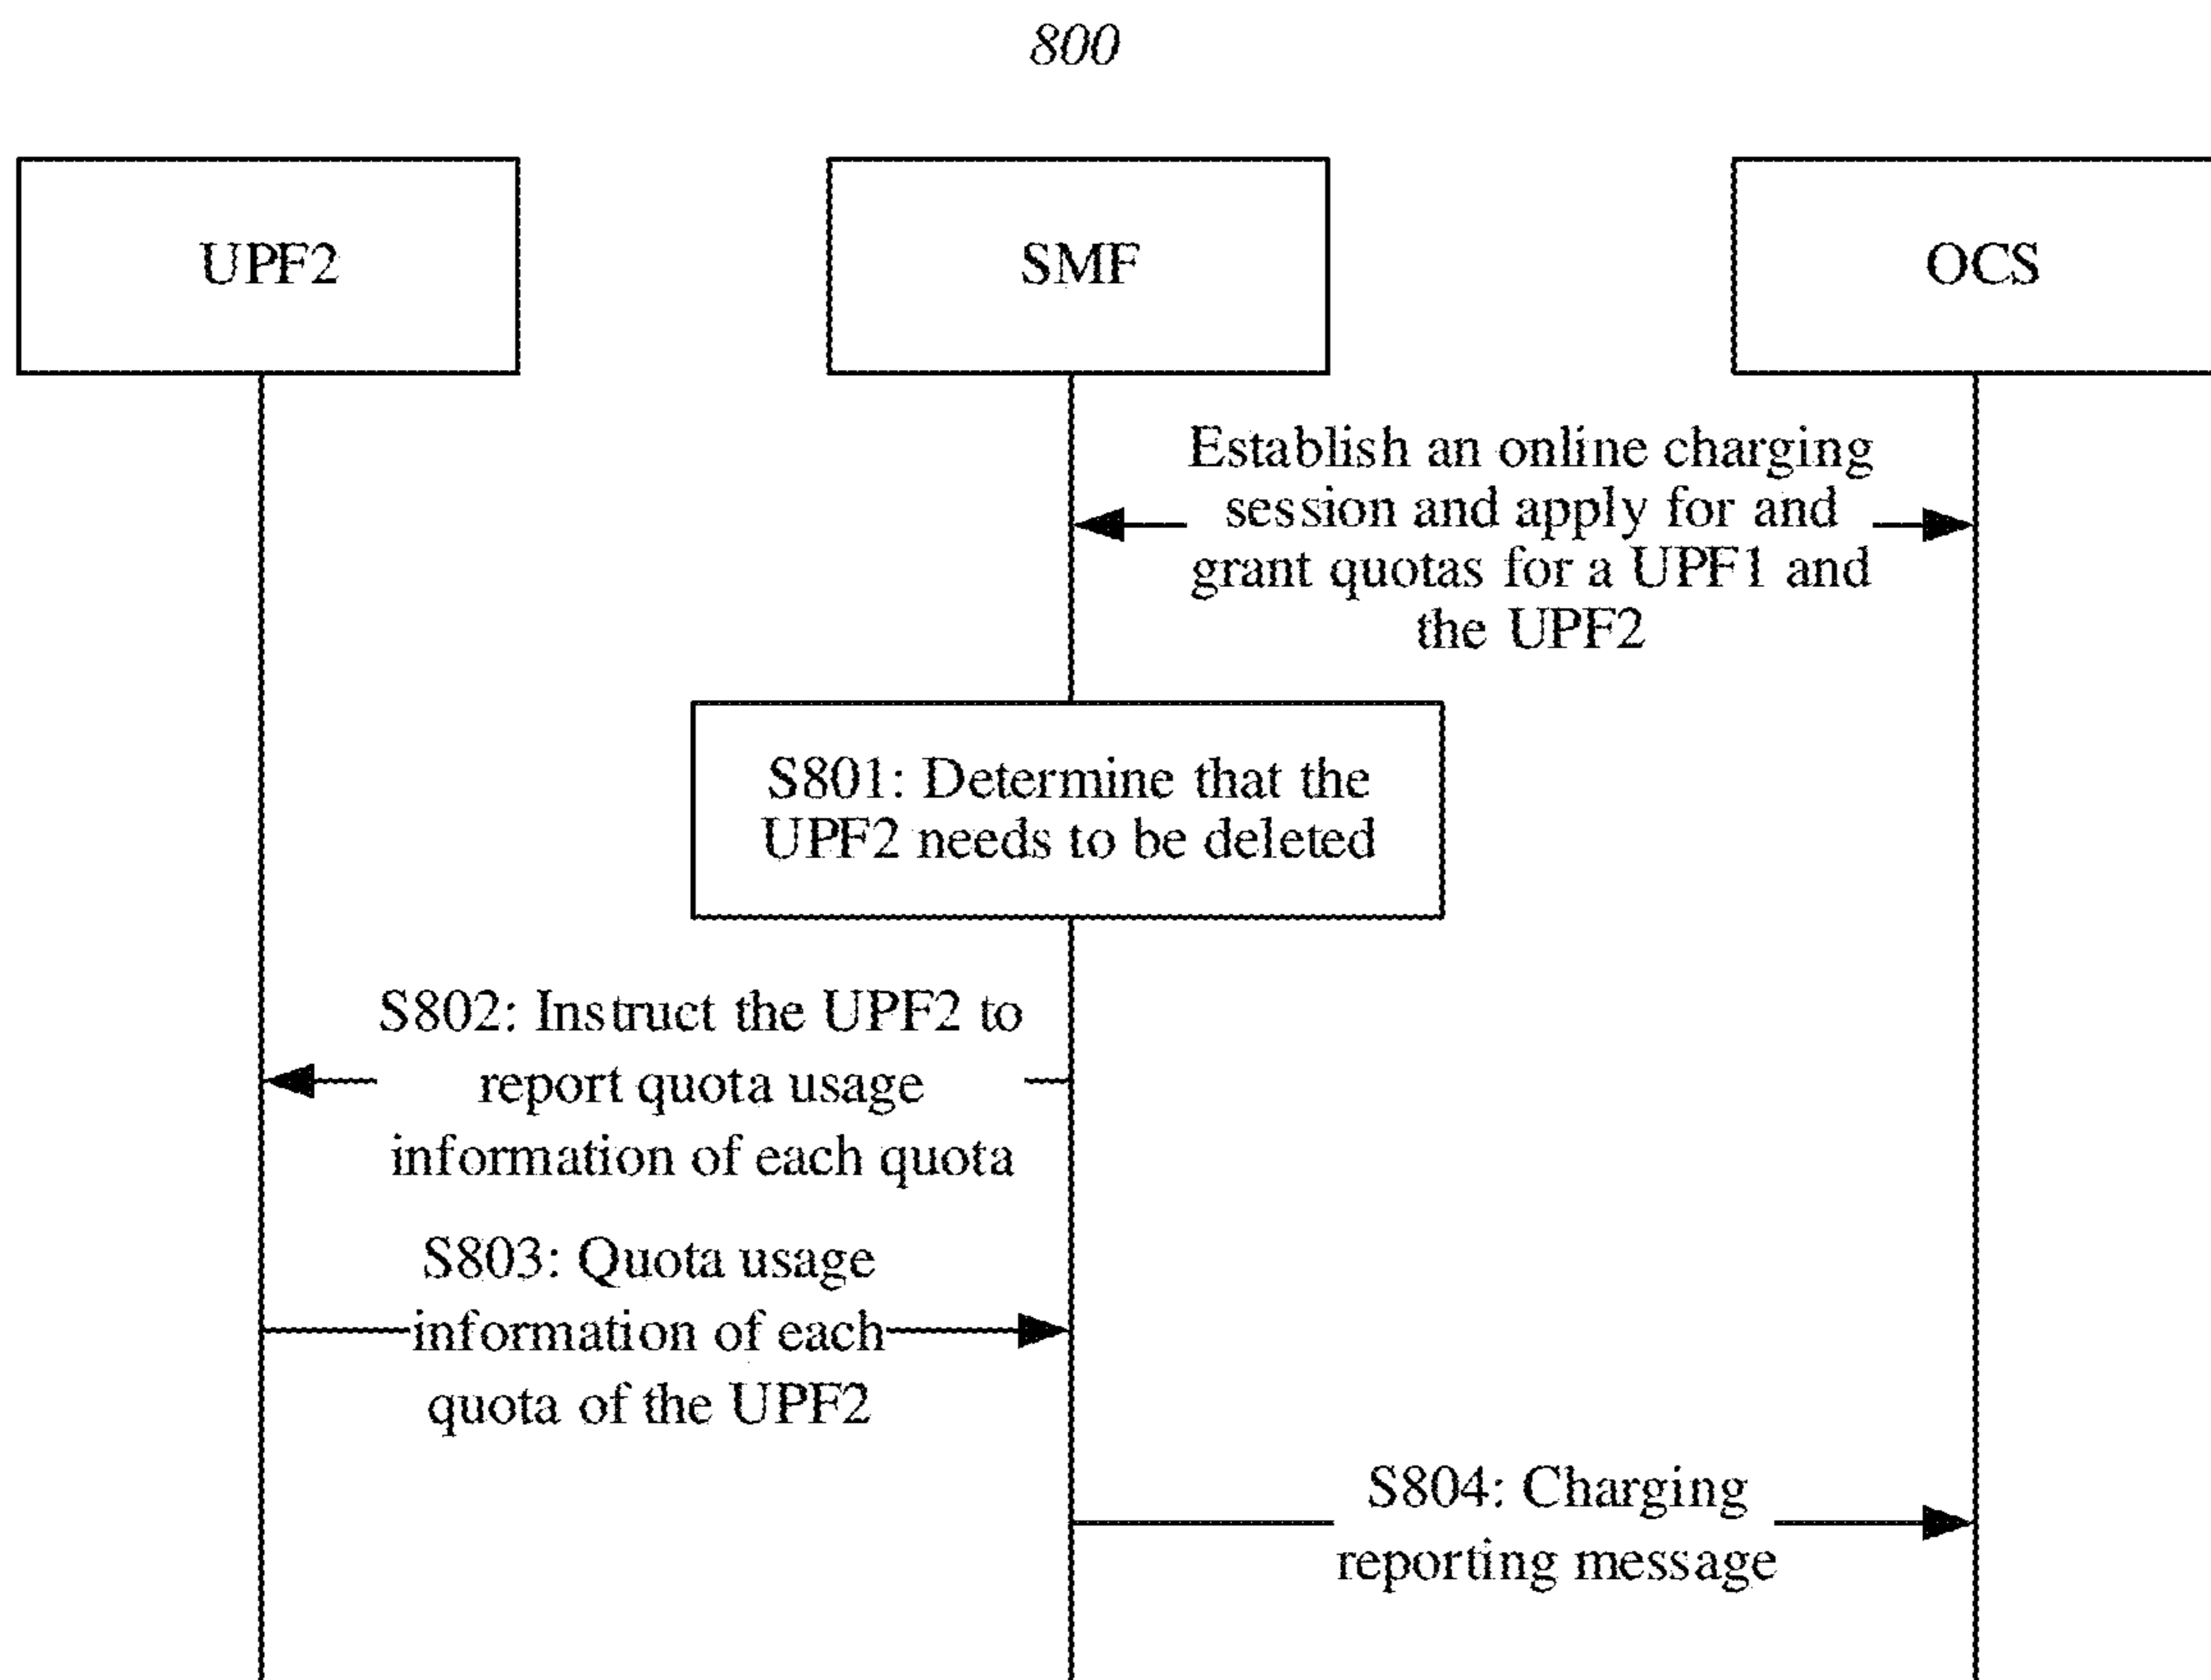 800
UPF2
SMF
OCS
Establish an online charging
session and apply for and
grant quotas for a UPF1 and
the UPF2
S801: Determine that the
UPF2 needs to be deleted
S802: Instruct the UPF2 to
report quota usage
information of each quota
S803: Quota usage
information of each
quota of the UPF2
S804: Charging
reporting message